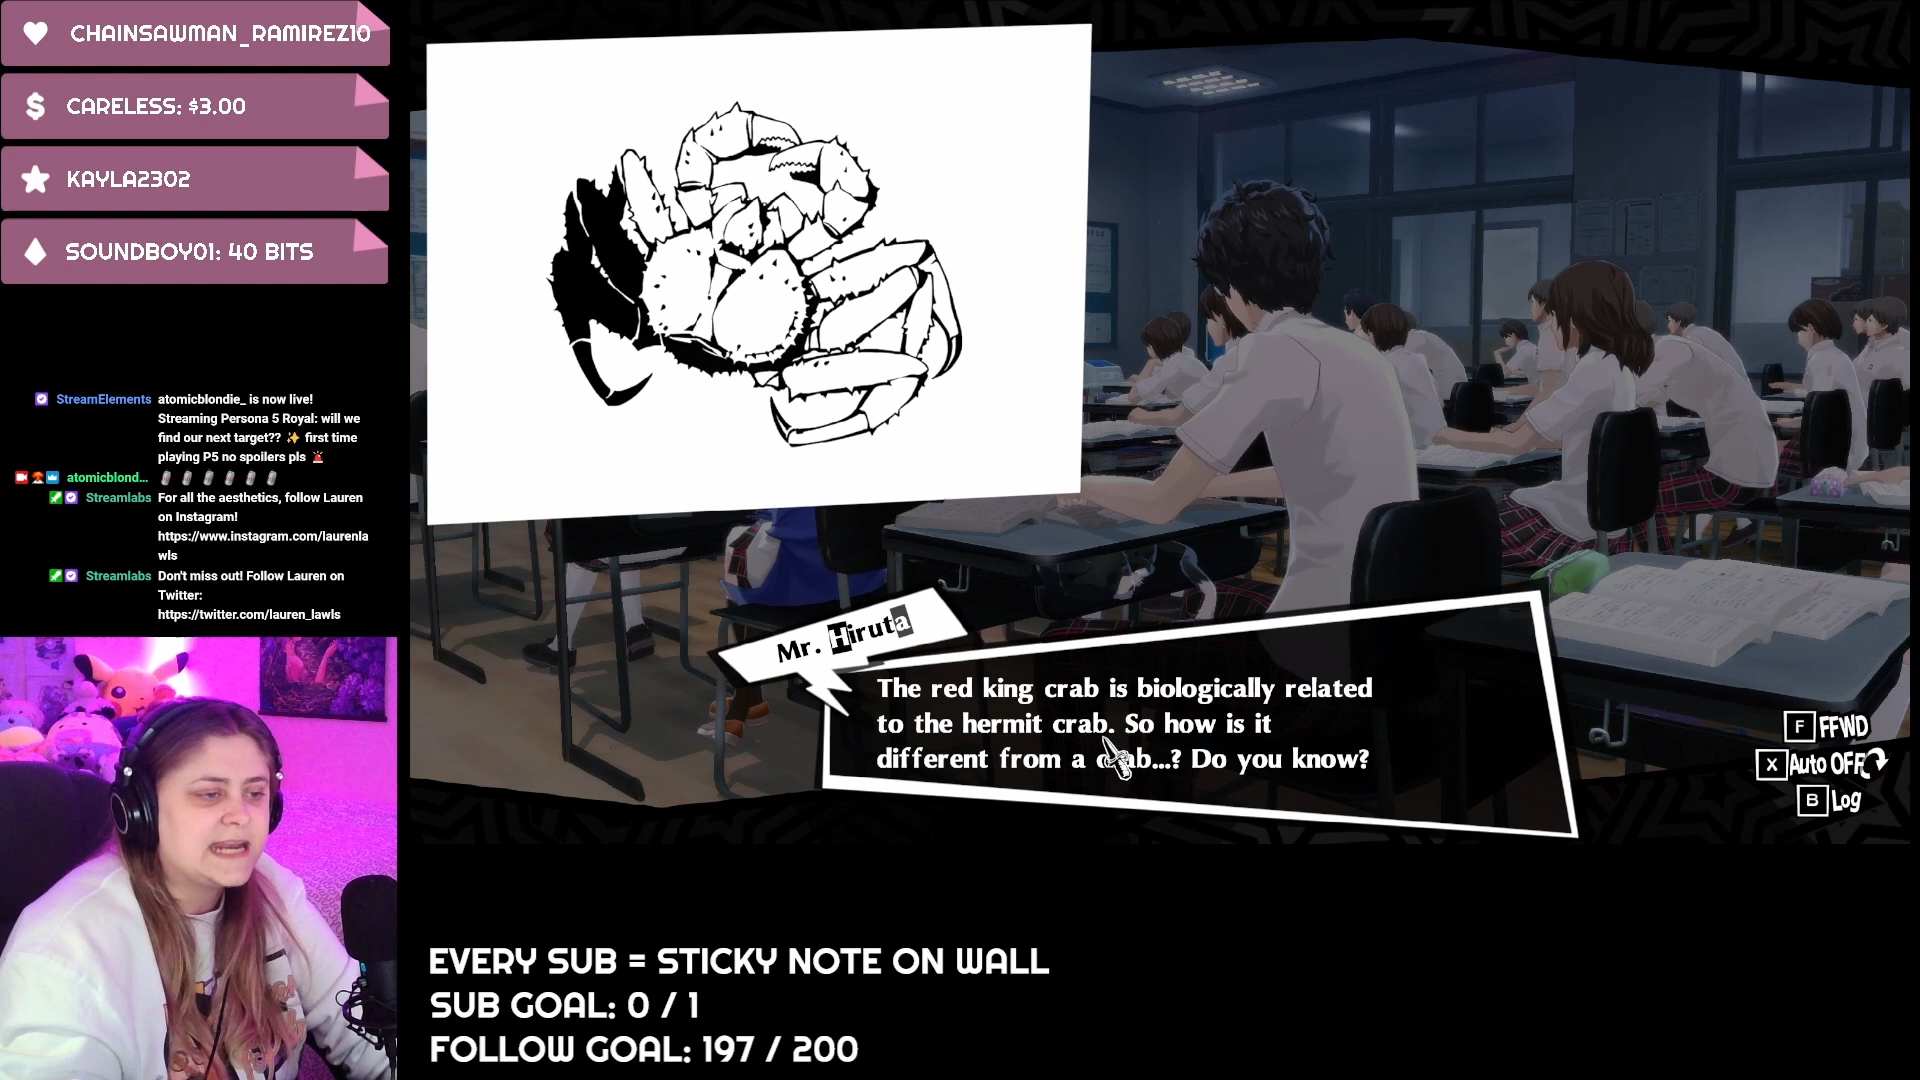 CHAINSAWMAN_RAMIREZ10
CARELESS: $3.00
KAYLA2302
SOUNDBOY01: 40 BITS
StreamElements atomicblondie_ is now live!
Streaming Persona 5 Royal: will we
find our next target?? ✨ first time
playing P5 no spoilers pls 🚨
atomicblond...
Streamlabs For all the aesthetics, follow Lauren
on Instagram!
https://www.instagram.com/laurenla
wls
Streamlabs Don't miss out! Follow Lauren on
Twitter:
https://twitter.com/lauren_lawls
Mr. Hiruta
The red king crab is biologically related
to the hermit crab. So how is it
different from a crab...? Do you know?
F FFWD
X Auto OFF
B Log
EVERY SUB = STICKY NOTE ON WALL
SUB GOAL: 0 / 1
FOLLOW GOAL: 197 / 200